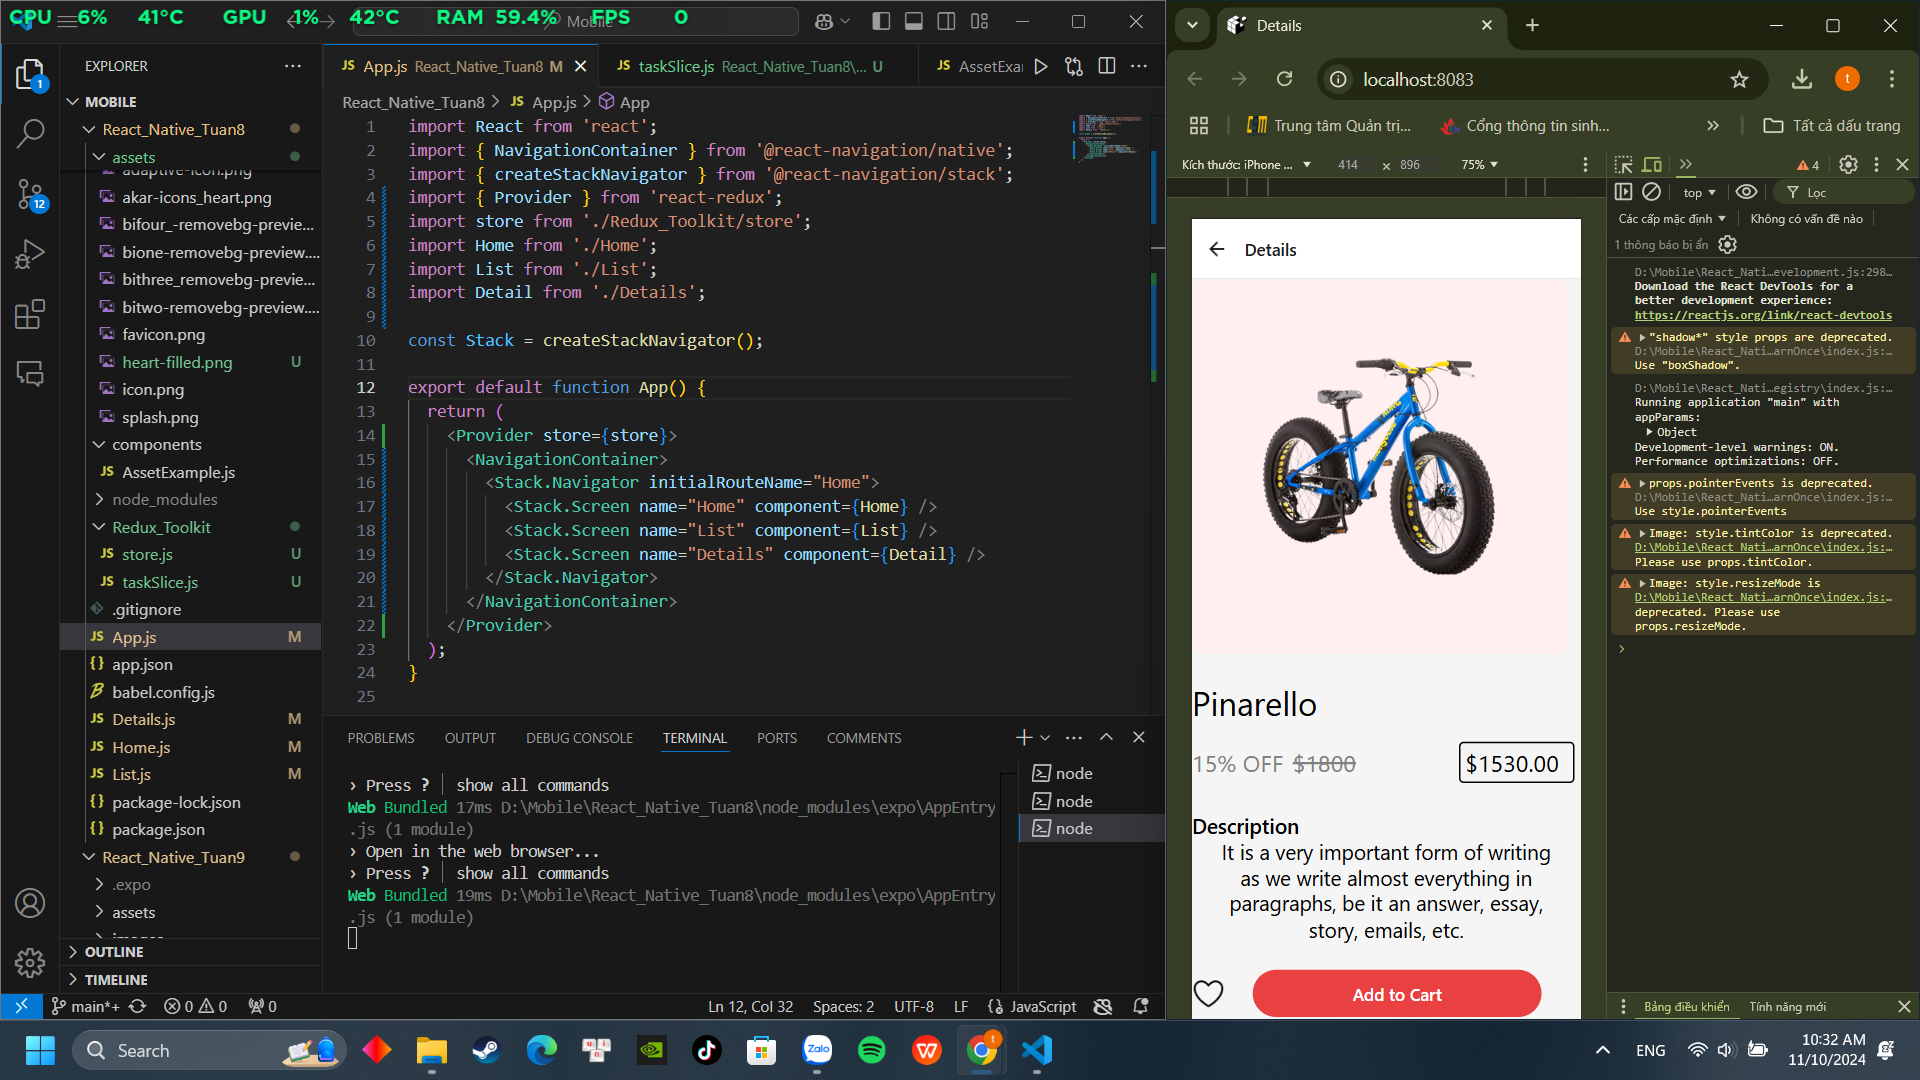 CPU 6% 41°C GPU 1% 42°C RAM 59.4% FPS 0
Mobile
EXPLORER
MOBILE
React_Native_Tuan8
assets
adaptive-icon.png
akar-icons_heart.png
bifour_-removebg-previe...
bione-removebg-preview....
bithree_removebg-previe...
bitwo-removebg-preview....
favicon.png
heart-filled.png U
icon.png
splash.png
components
JS AssetExample.js
node_modules
Redux_Toolkit
JS store.js U
JS taskSlice.js U
.gitignore
JS App.js M
{} app.json
babel.config.js
JS Details.js M
JS Home.js M
JS List.js M
{} package-lock.json
{} package.json
React_Native_Tuan9
.expo
assets
images
OUTLINE
TIMELINE
1
12
JS App.js React_Native_Tuan8 M
JS taskSlice.js React_Native_Tuan8\... U
JS AssetExa
React_Native_Tuan8 > JS App.js > App
1 import React from 'react';
2 import { NavigationContainer } from '@react-navigation/native';
3 import { createStackNavigator } from '@react-navigation/stack';
4 import { Provider } from 'react-redux';
5 import store from './Redux_Toolkit/store';
6 import Home from './Home';
7 import List from './List';
8 import Detail from './Details';
9
10 const Stack = createStackNavigator();
11
12 export default function App() {
13 return (
14 <Provider store={store}>
15 <NavigationContainer>
16 <Stack.Navigator initialRouteName="Home">
17 <Stack.Screen name="Home" component={Home} />
18 <Stack.Screen name="List" component={List} />
19 <Stack.Screen name="Details" component={Detail} />
20 </Stack.Navigator>
21 </NavigationContainer>
22 </Provider>
23 );
24 }
25
PROBLEMS OUTPUT DEBUG CONSOLE TERMINAL PORTS COMMENTS
› Press ? │ show all commands
Web Bundled 17ms D:\Mobile\React_Native_Tuan8\node_modules\expo\AppEntry
.js (1 module)
› Open in the web browser...
› Press ? │ show all commands
Web Bundled 19ms D:\Mobile\React_Native_Tuan8\node_modules\expo\AppEntry
.js (1 module)
node
node
node
main*+ 0 0 0 Ln 12, Col 32 Spaces: 2 UTF-8 LF {} JavaScript
Details
localhost:8083
t
Trung tâm Quản trị... Cổng thông tin sinh... » Tất cả dấu trang
Kích thước: iPhone ... 414 × 896 75%
Details
Pinarello
15% OFF $1800 $1530.00
Description
It is a very important form of writing
as we write almost everything in
paragraphs, be it an answer, essay,
story, emails, etc.
Add to Cart
» 4
top Lọc
Các cấp mặc định Không có vấn đề nào
1 thông báo bị ẩn
D:\Mobile\React_Nati…evelopment.js:298…
Download the React DevTools for a
better development experience:
https://reactjs.org/link/react-devtools
"shadow*" style props are deprecated.
D:\Mobile\React_Nati…arnOnce\index.js:…
Use "boxShadow".
D:\Mobile\React_Nati…egistry\index.js:…
Running application "main" with
appParams:
Object
Development-level warnings: ON.
Performance optimizations: OFF.
props.pointerEvents is deprecated.
D:\Mobile\React_Nati…arnOnce\index.js:…
Use style.pointerEvents
Image: style.tintColor is deprecated.
D:\Mobile\React_Nati…arnOnce\index.js:…
Please use props.tintColor.
Image: style.resizeMode is
D:\Mobile\React_Nati…arnOnce\index.js:…
deprecated. Please use
props.resizeMode.
Bảng điều khiển Tính năng mới
Search
Zalo
t
ENG
10:32 AM
11/10/2024